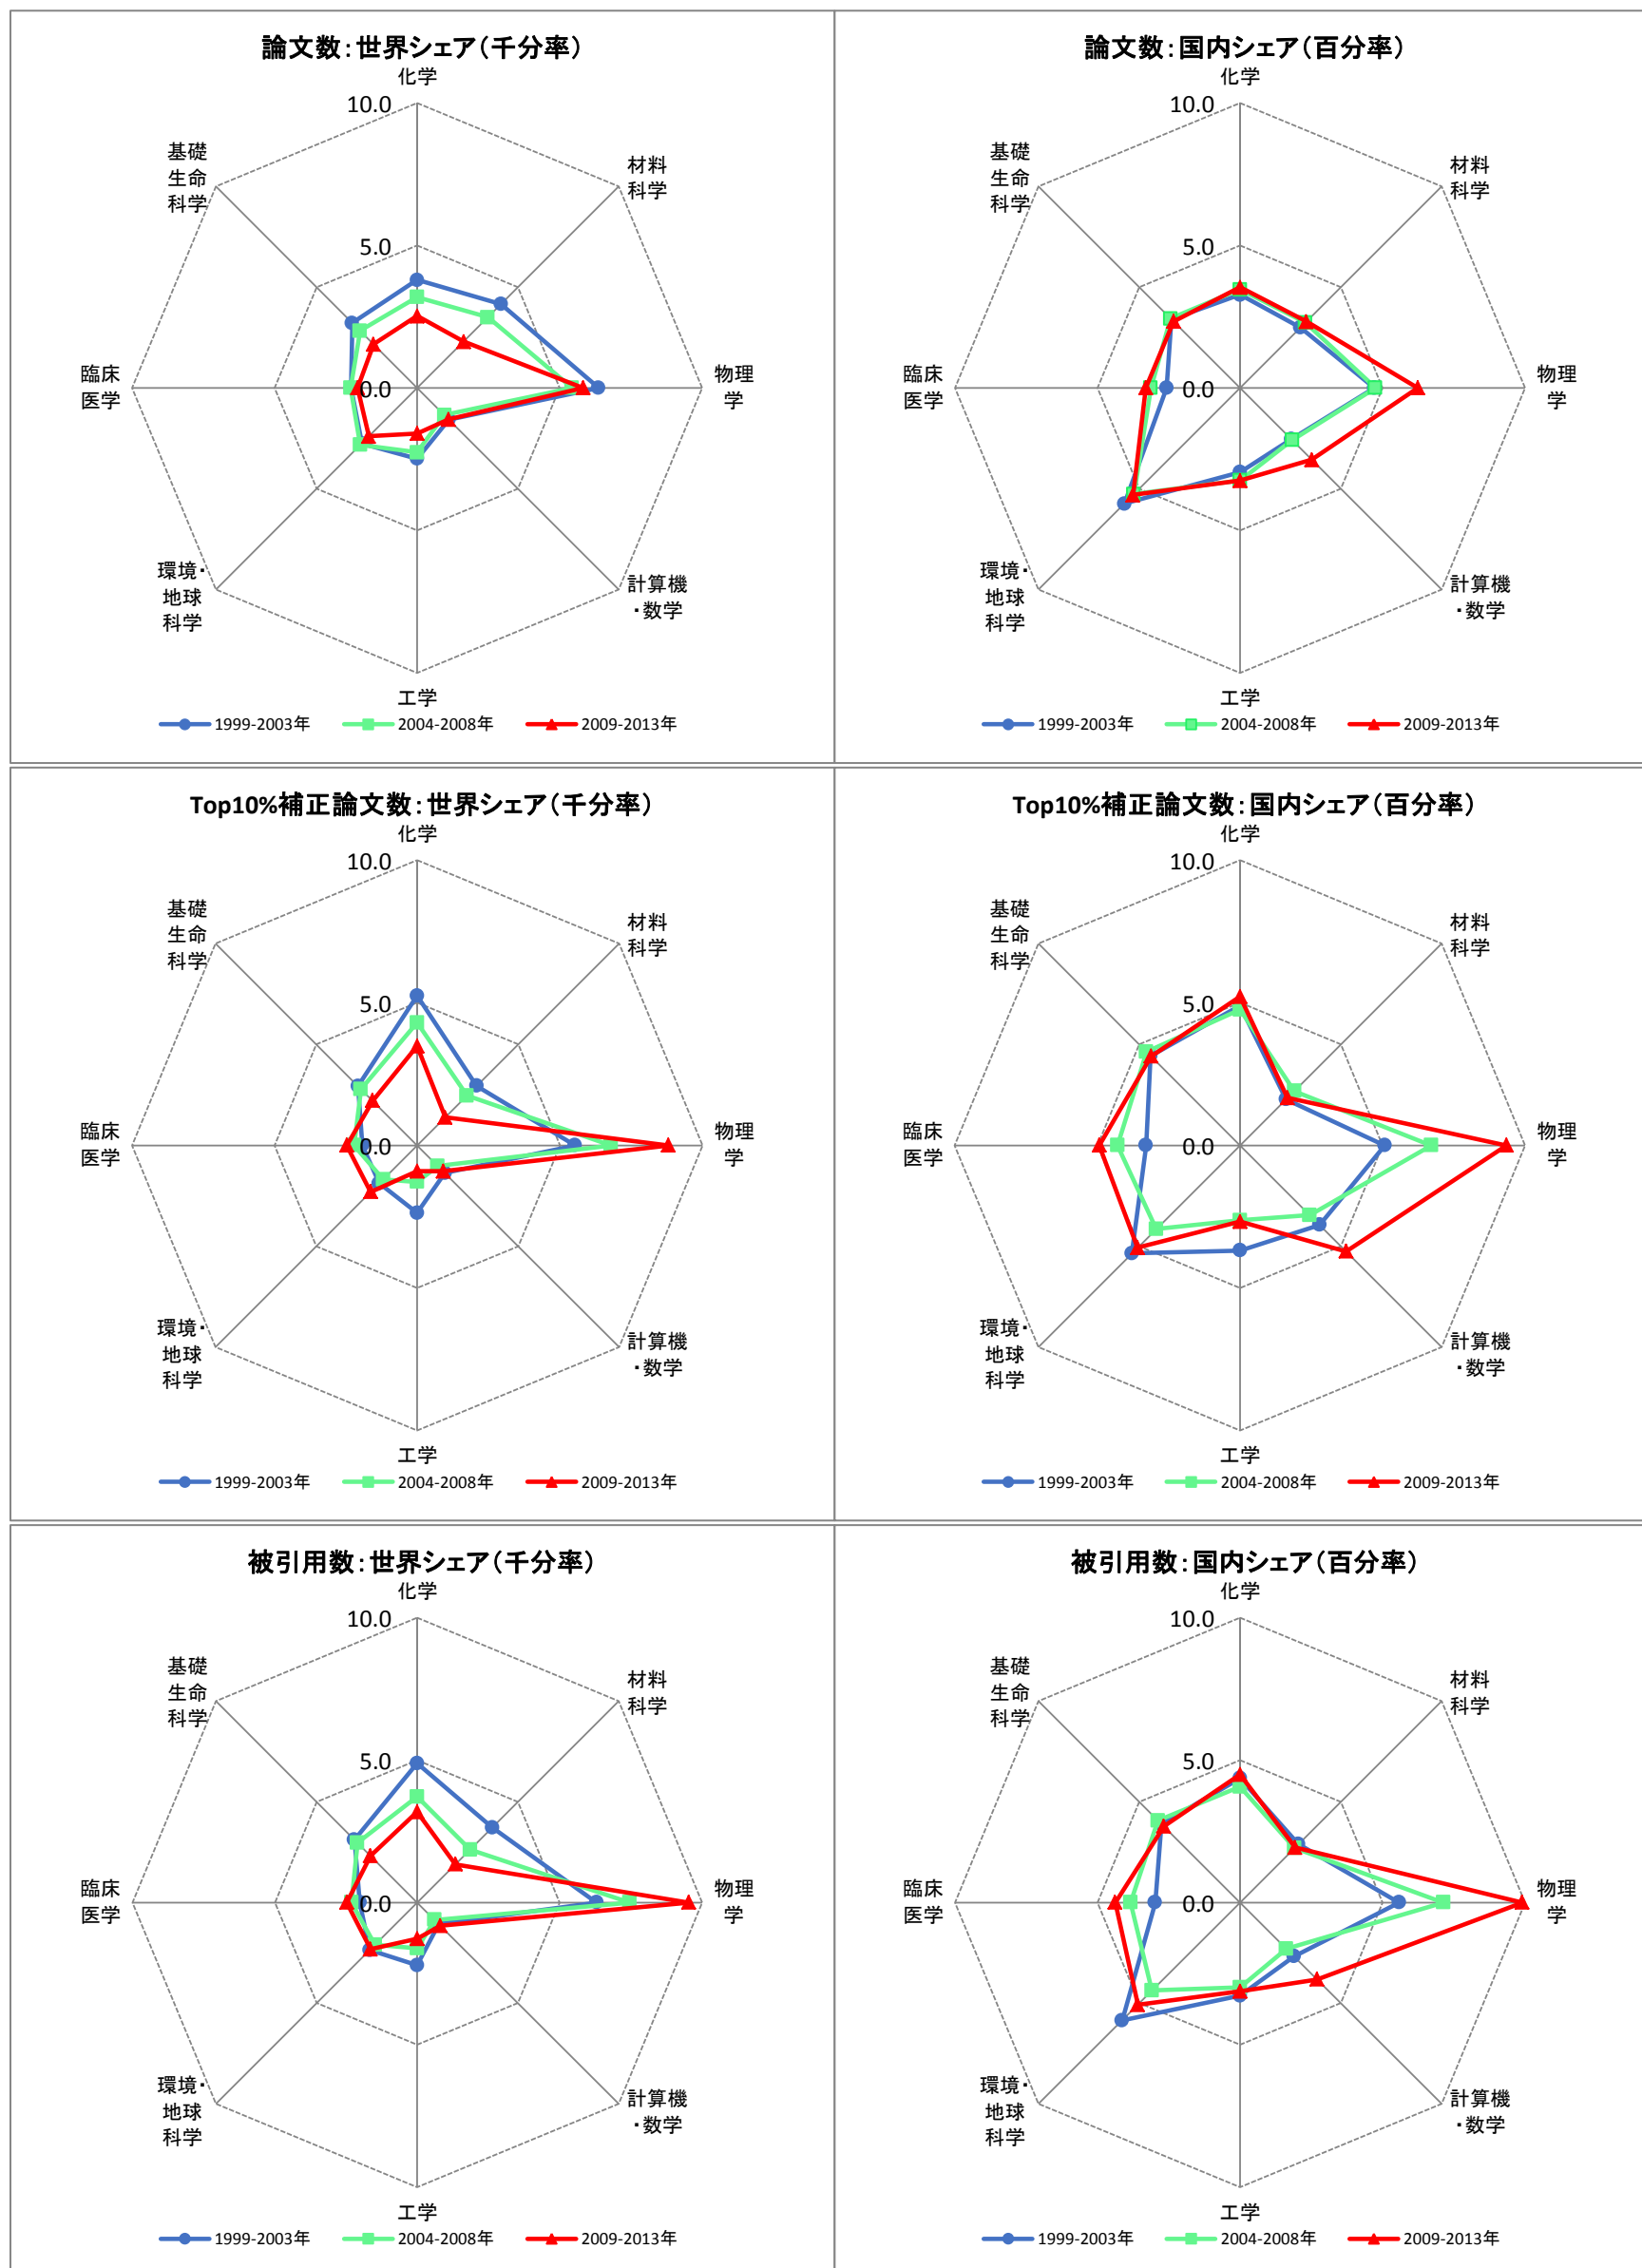 論文数：世界シェア（千分率）
化学
10.0
基礎
生命
科学
材料
科学
5.0
臨床
医学
0.0
物理
学
環境・
地球
科学
計算機
・数学
工学
1999-2003年 2004-2008年 2009-2013年
論文数：国内シェア（百分率）
化学
10.0
基礎
生命
科学
材料
科学
5.0
臨床
医学
0.0
物理
学
環境・
地球
科学
計算機
・数学
工学
1999-2003年 2004-2008年 2009-2013年
Top10%補正論文数：世界シェア（千分率）
化学
10.0
基礎
生命
科学
材料
科学
5.0
臨床
医学
0.0
物理
学
環境・
地球
科学
計算機
・数学
工学
1999-2003年 2004-2008年 2009-2013年
Top10%補正論文数：国内シェア（百分率）
化学
10.0
基礎
生命
科学
材料
科学
5.0
臨床
医学
0.0
物理
学
環境・
地球
科学
計算機
・数学
工学
1999-2003年 2004-2008年 2009-2013年
被引用数：世界シェア（千分率）
化学
10.0
基礎
生命
科学
材料
科学
5.0
臨床
医学
0.0
物理
学
環境・
地球
科学
計算機
・数学
工学
1999-2003年 2004-2008年 2009-2013年
被引用数：国内シェア（百分率）
化学
10.0
基礎
生命
科学
材料
科学
5.0
臨床
医学
0.0
物理
学
環境・
地球
科学
計算機
・数学
工学
1999-2003年 2004-2008年 2009-2013年